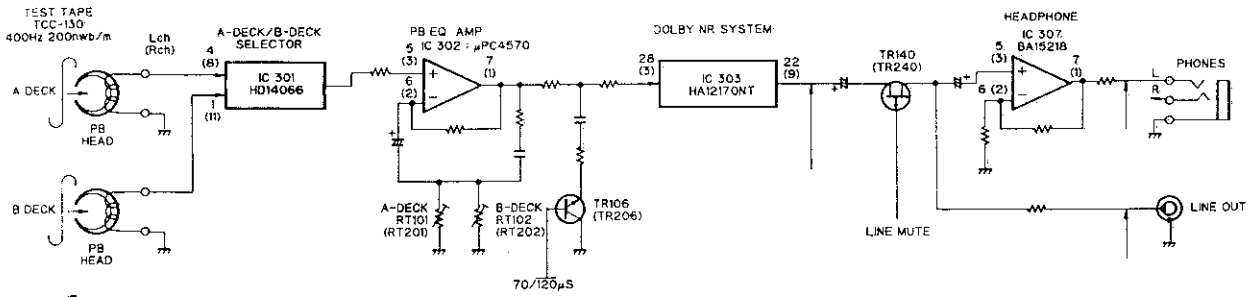 TEST TAPE
TCC-130
400Hz 200nwb/m
Lch
(Rch)
A-DECK/B-DECK
SELECTOR
4
(8)
IC 301
HD14066
1
(11)
A DECK
PB
HEAD
B DECK
PB
HEAD
PB EQ AMP
IC 302 : μPC4570
5
(3)
+
6
(2)
−
7
(1)
+
A-DECK
RT101
(RT201)
B-DECK
RT102
(RT202)
TR106
(TR206)
70/120μS
DOLBY NR SYSTEM
28
(3)
IC 303
HA12170NT
22
(9)
+
TR140
(TR240)
LINE MUTE
+
HEADPHONE
IC 307
BA15218
5
(3)
+
6
(2)
−
7
(1)
PHONES
L
R
LINE OUT